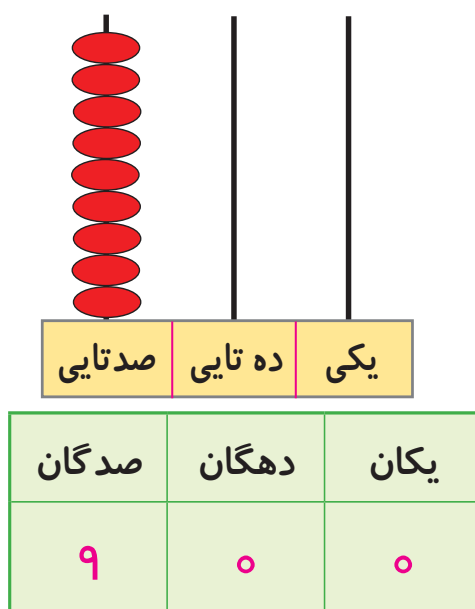 یکی ده تایی صدتایی
یکان دهگان صدگان
۰ ۰ ۹